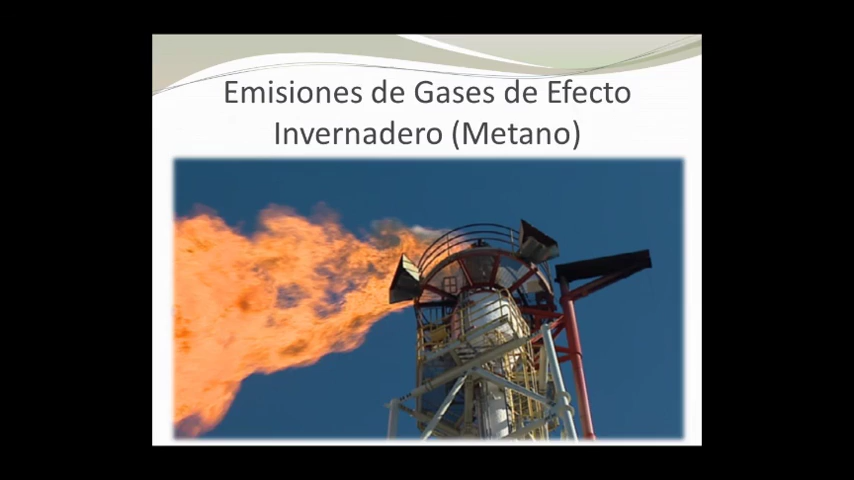 Emisiones de Gases de Efecto
Invernadero (Metano)